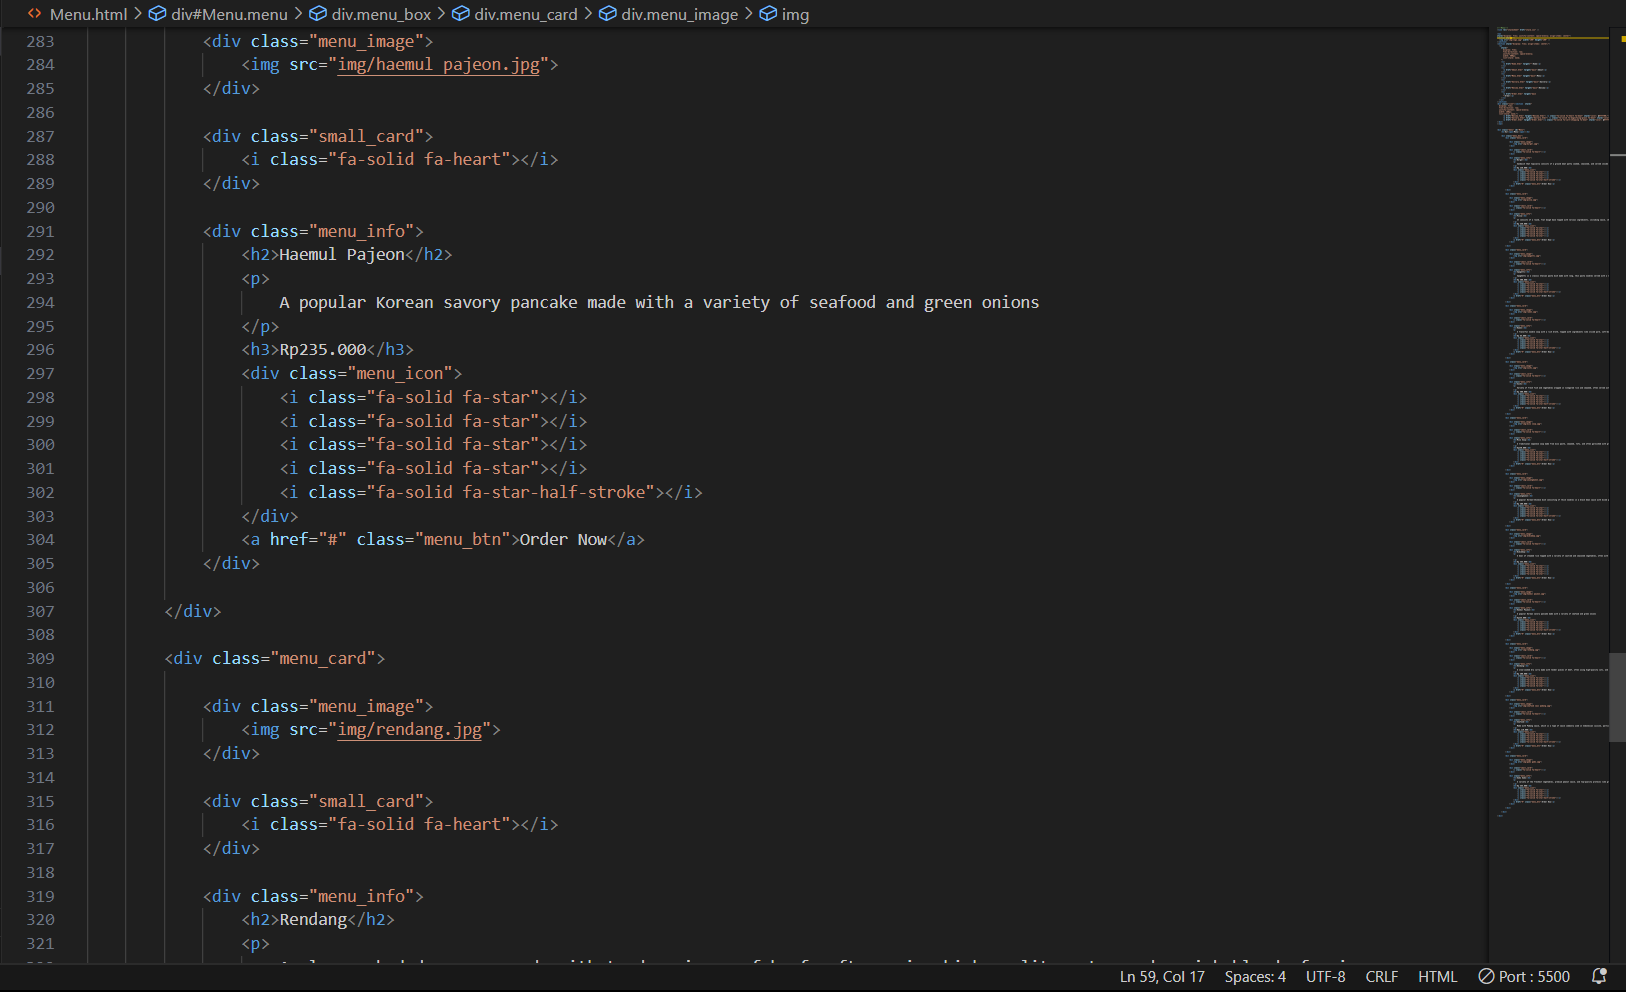 Menu.html > div#Menu.menu > div.menu_box > div.menu_card > div.menu_image > img
283 <div class="menu_image">
284 <img src="img/haemul pajeon.jpg">
285 </div>
286
287 <div class="small_card">
288 <i class="fa-solid fa-heart"></i>
289 </div>
290
291 <div class="menu_info">
292 <h2>Haemul Pajeon</h2>
293 <p>
294 A popular Korean savory pancake made with a variety of seafood and green onions
295 </p>
296 <h3>Rp235.000</h3>
297 <div class="menu_icon">
298 <i class="fa-solid fa-star"></i>
299 <i class="fa-solid fa-star"></i>
300 <i class="fa-solid fa-star"></i>
301 <i class="fa-solid fa-star"></i>
302 <i class="fa-solid fa-star-half-stroke"></i>
303 </div>
304 <a href="#" class="menu_btn">Order Now</a>
305 </div>
306
307 </div>
308
309 <div class="menu_card">
310
311 <div class="menu_image">
312 <img src="img/rendang.jpg">
313 </div>
314
315 <div class="small_card">
316 <i class="fa-solid fa-heart"></i>
317 </div>
318
319 <div class="menu_info">
320 <h2>Rendang</h2>
321 <p>
Ln 59, Col 17 Spaces: 4 UTF-8 CRLF HTML Port : 5500